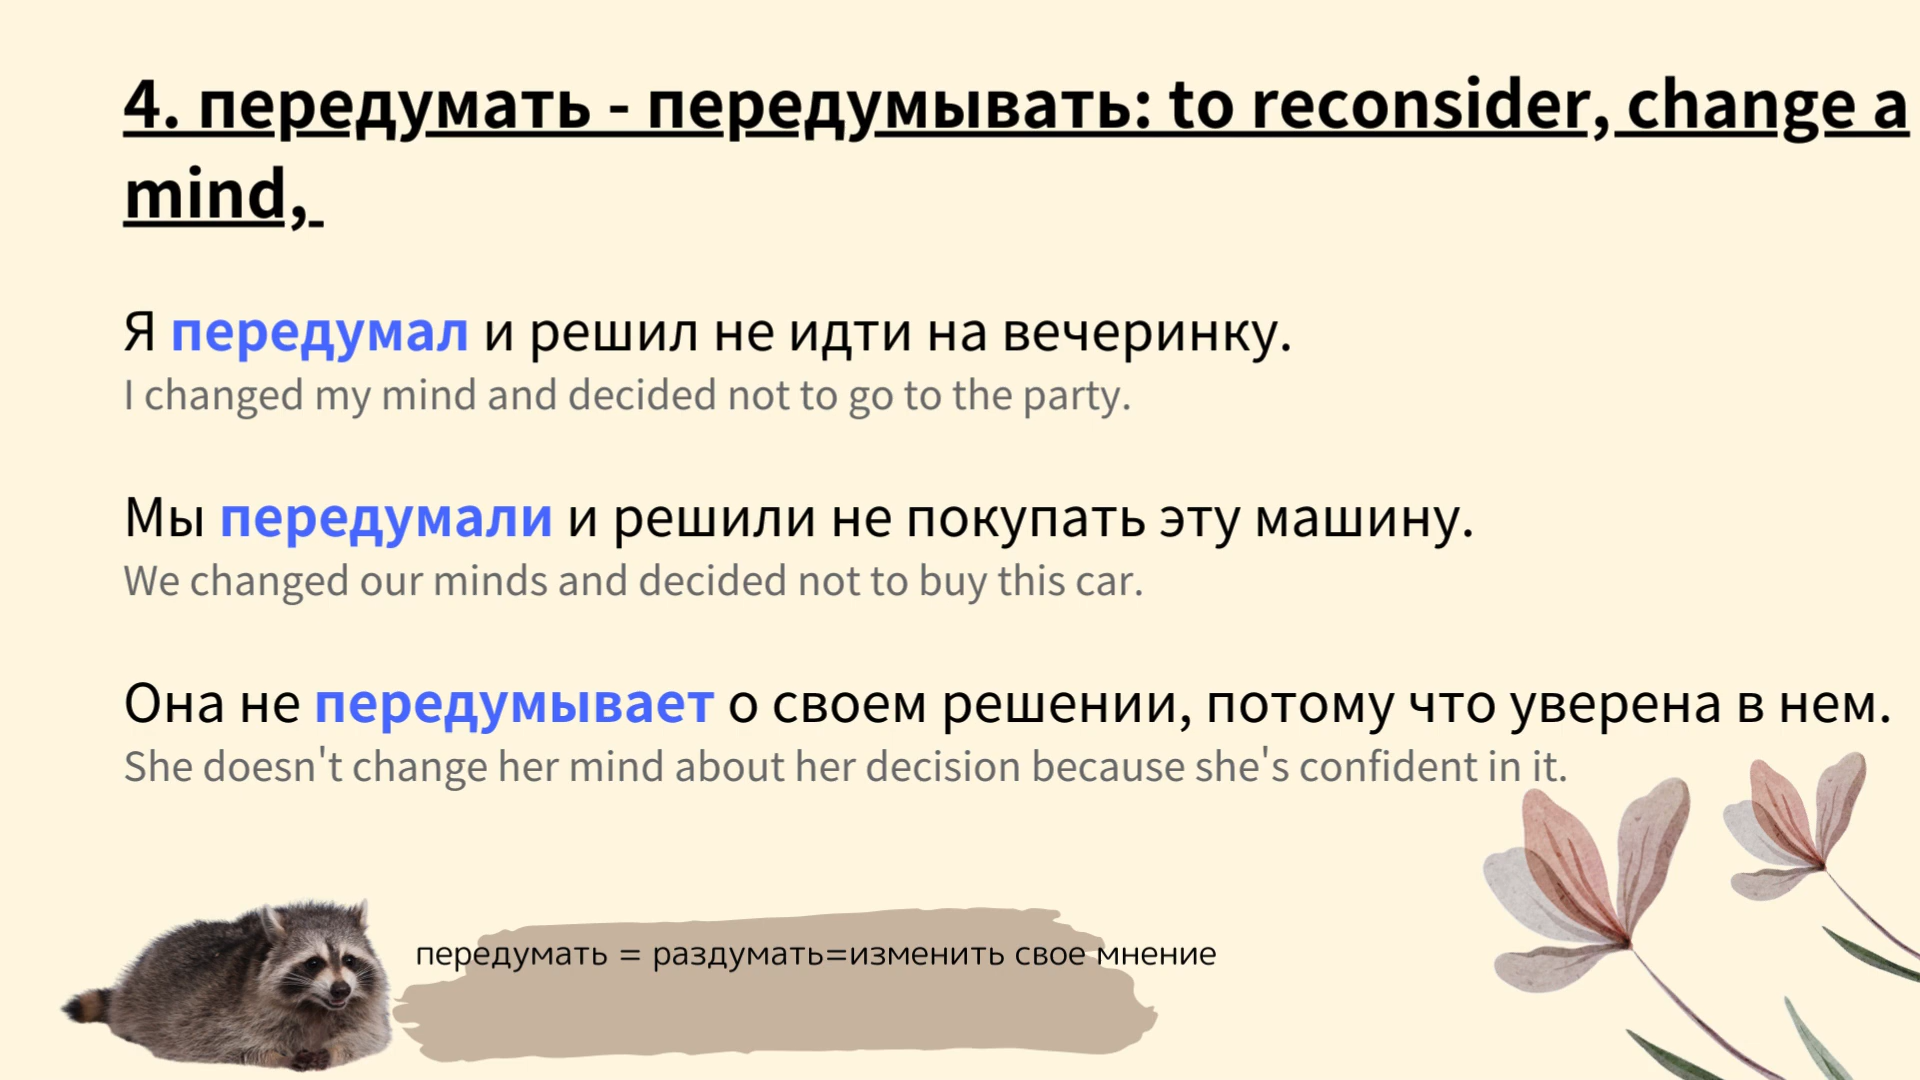 4. передумать - передумывать: to reconsider, change a
mind,
Я передумал и решил не идти на вечеринку.
I changed my mind and decided not to go to the party.
Мы передумали и решили не покупать эту машину.
We changed our minds and decided not to buy this car.
Она не передумывает о своем решении, потому что уверена в нем.
She doesn't change her mind about her decision because she's confident in it.
передумать = раздумать=изменить свое мнение